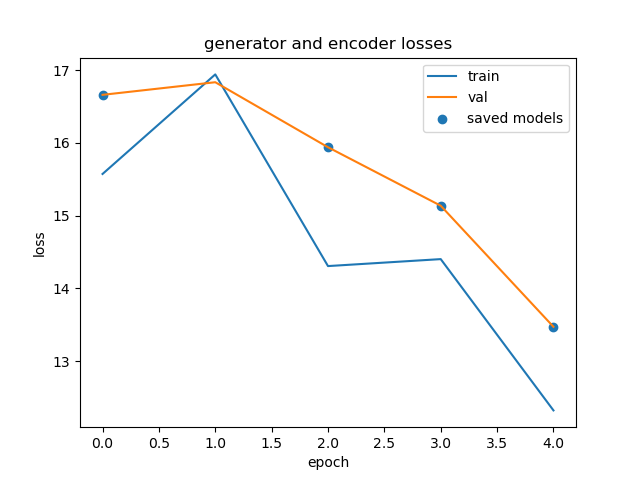 generator and encoder losses
train
val
saved models
17
16
15
14
13
loss
0.0 0.5 1.0 1.5 2.0 2.5 3.0 3.5 4.0
epoch